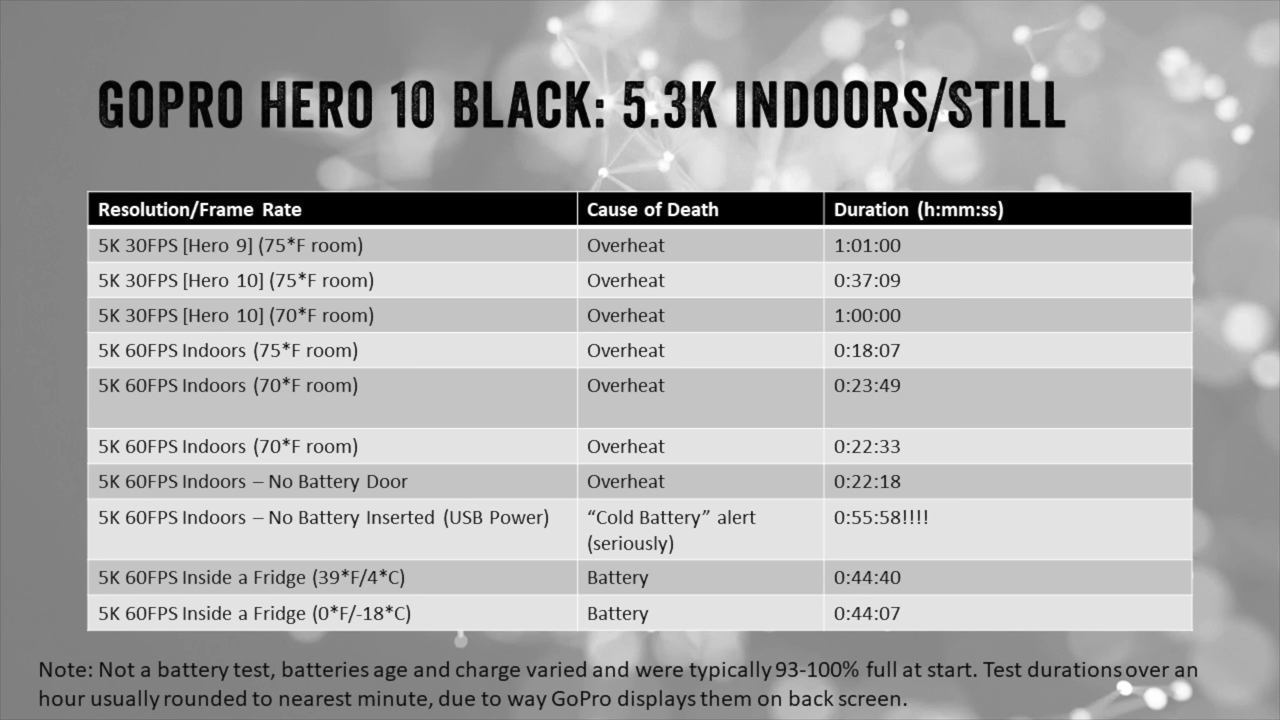 GOPRO HERO 10 BLACK: 5.3K INDOORS/STILL
Resolution/Frame Rate Cause of Death Duration (h:mm:ss)
5K 30FPS [Hero 9] (75*F room) Overheat 1:01:00
5K 30FPS [Hero 10] (75*F room) Overheat 0:37:09
5K 30FPS [Hero 10] (70*F room) Overheat 1:00:00
5K 60FPS Indoors (75*F room) Overheat 0:18:07
5K 60FPS Indoors (70*F room) Overheat 0:23:49
5K 60FPS Indoors (70*F room) Overheat 0:22:33
5K 60FPS Indoors – No Battery Door Overheat 0:22:18
5K 60FPS Indoors – No Battery Inserted (USB Power) “Cold Battery” alert 0:55:58!!!!
(seriously)
5K 60FPS Inside a Fridge (39*F/4*C) Battery 0:44:40
5K 60FPS Inside a Fridge (0*F/-18*C) Battery 0:44:07
Note: Not a battery test, batteries age and charge varied and were typically 93-100% full at start. Test durations over an
hour usually rounded to nearest minute, due to way GoPro displays them on back screen.